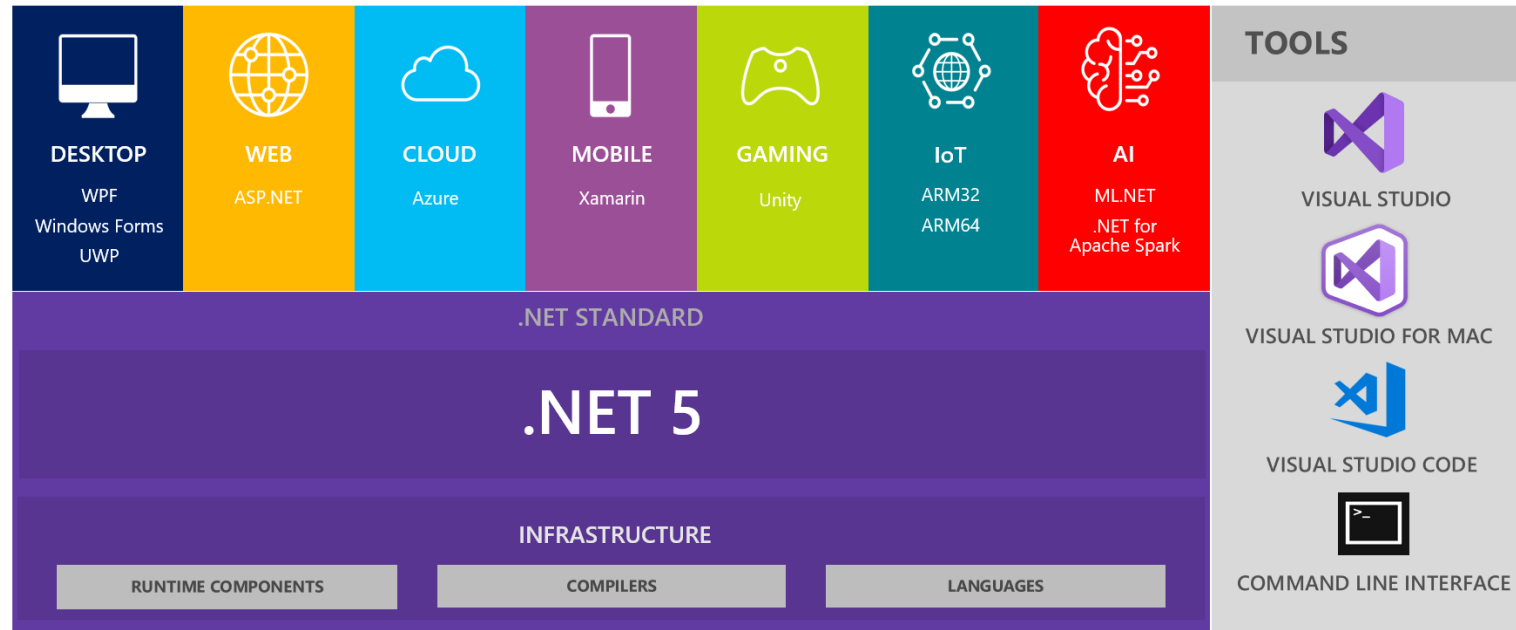 DESKTOP
WPF
Windows Forms
UWP
WEB
ASP.NET
CLOUD
Azure
MOBILE
Xamarin
GAMING
Unity
IoT
ARM32
ARM64
AI
ML.NET
.NET for
Apache Spark
.NET STANDARD
.NET 5
INFRASTRUCTURE
RUNTIME COMPONENTS
COMPILERS
LANGUAGES
TOOLS
VISUAL STUDIO
VISUAL STUDIO FOR MAC
VISUAL STUDIO CODE
>_
COMMAND LINE INTERFACE